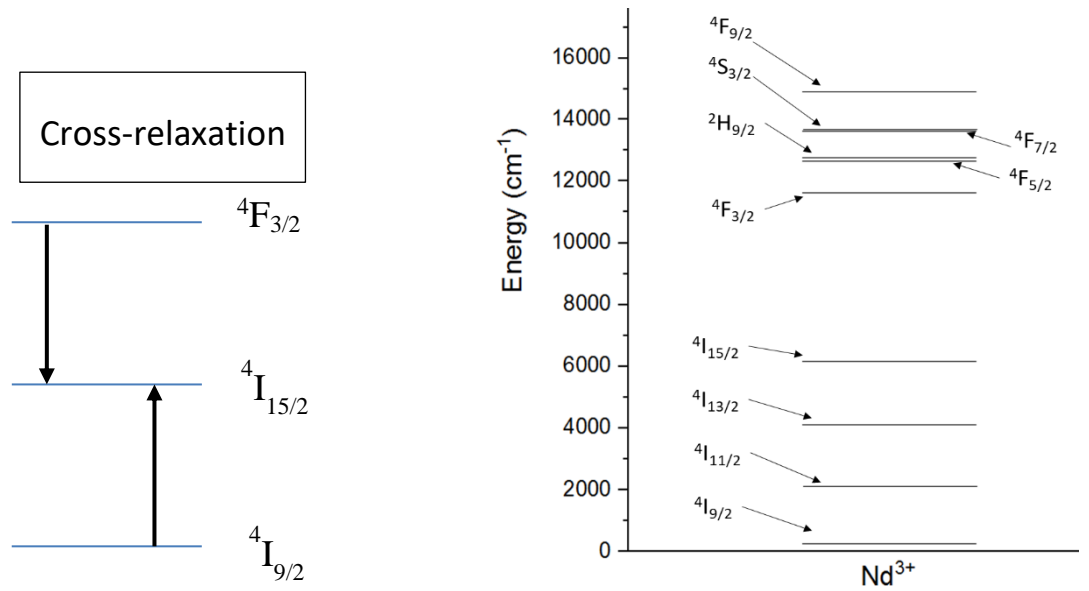 Cross-relaxation
⁴F₃/₂
⁴I₁₅/₂
⁴I₉/₂
Energy (cm⁻¹)
16000
14000
12000
10000
8000
6000
4000
2000
0
⁴F₉/₂
⁴S₃/₂
²H₉/₂
⁴F₇/₂
⁴F₅/₂
⁴F₃/₂
⁴I₁₅/₂
⁴I₁₃/₂
⁴I₁₁/₂
⁴I₉/₂
Nd³⁺